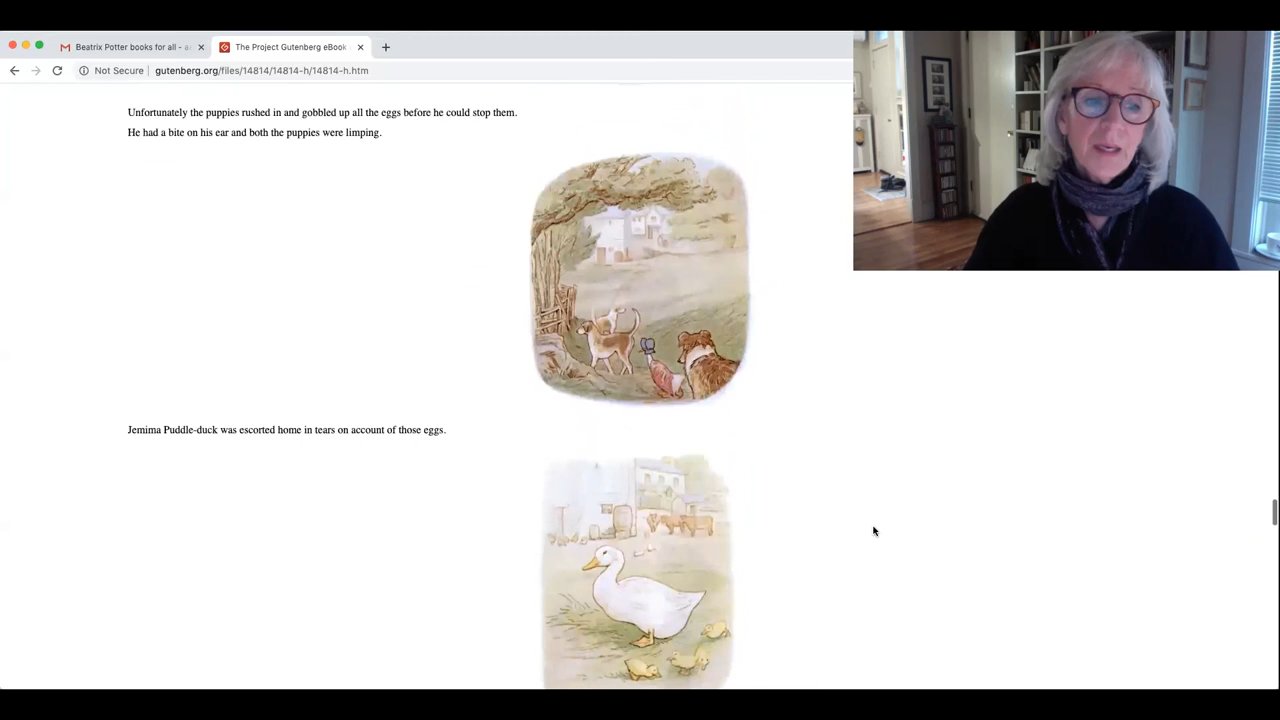 Beatrix Potter books for all - a
The Project Gutenberg eBook
Not Secure
gutenberg.org/files/14814/14814-h/14814-h.htm
Unfortunately the puppies rushed in and gobbled up all the eggs before he could stop them.
He had a bite on his ear and both the puppies were limping.
Jemima Puddle-duck was escorted home in tears on account of those eggs.